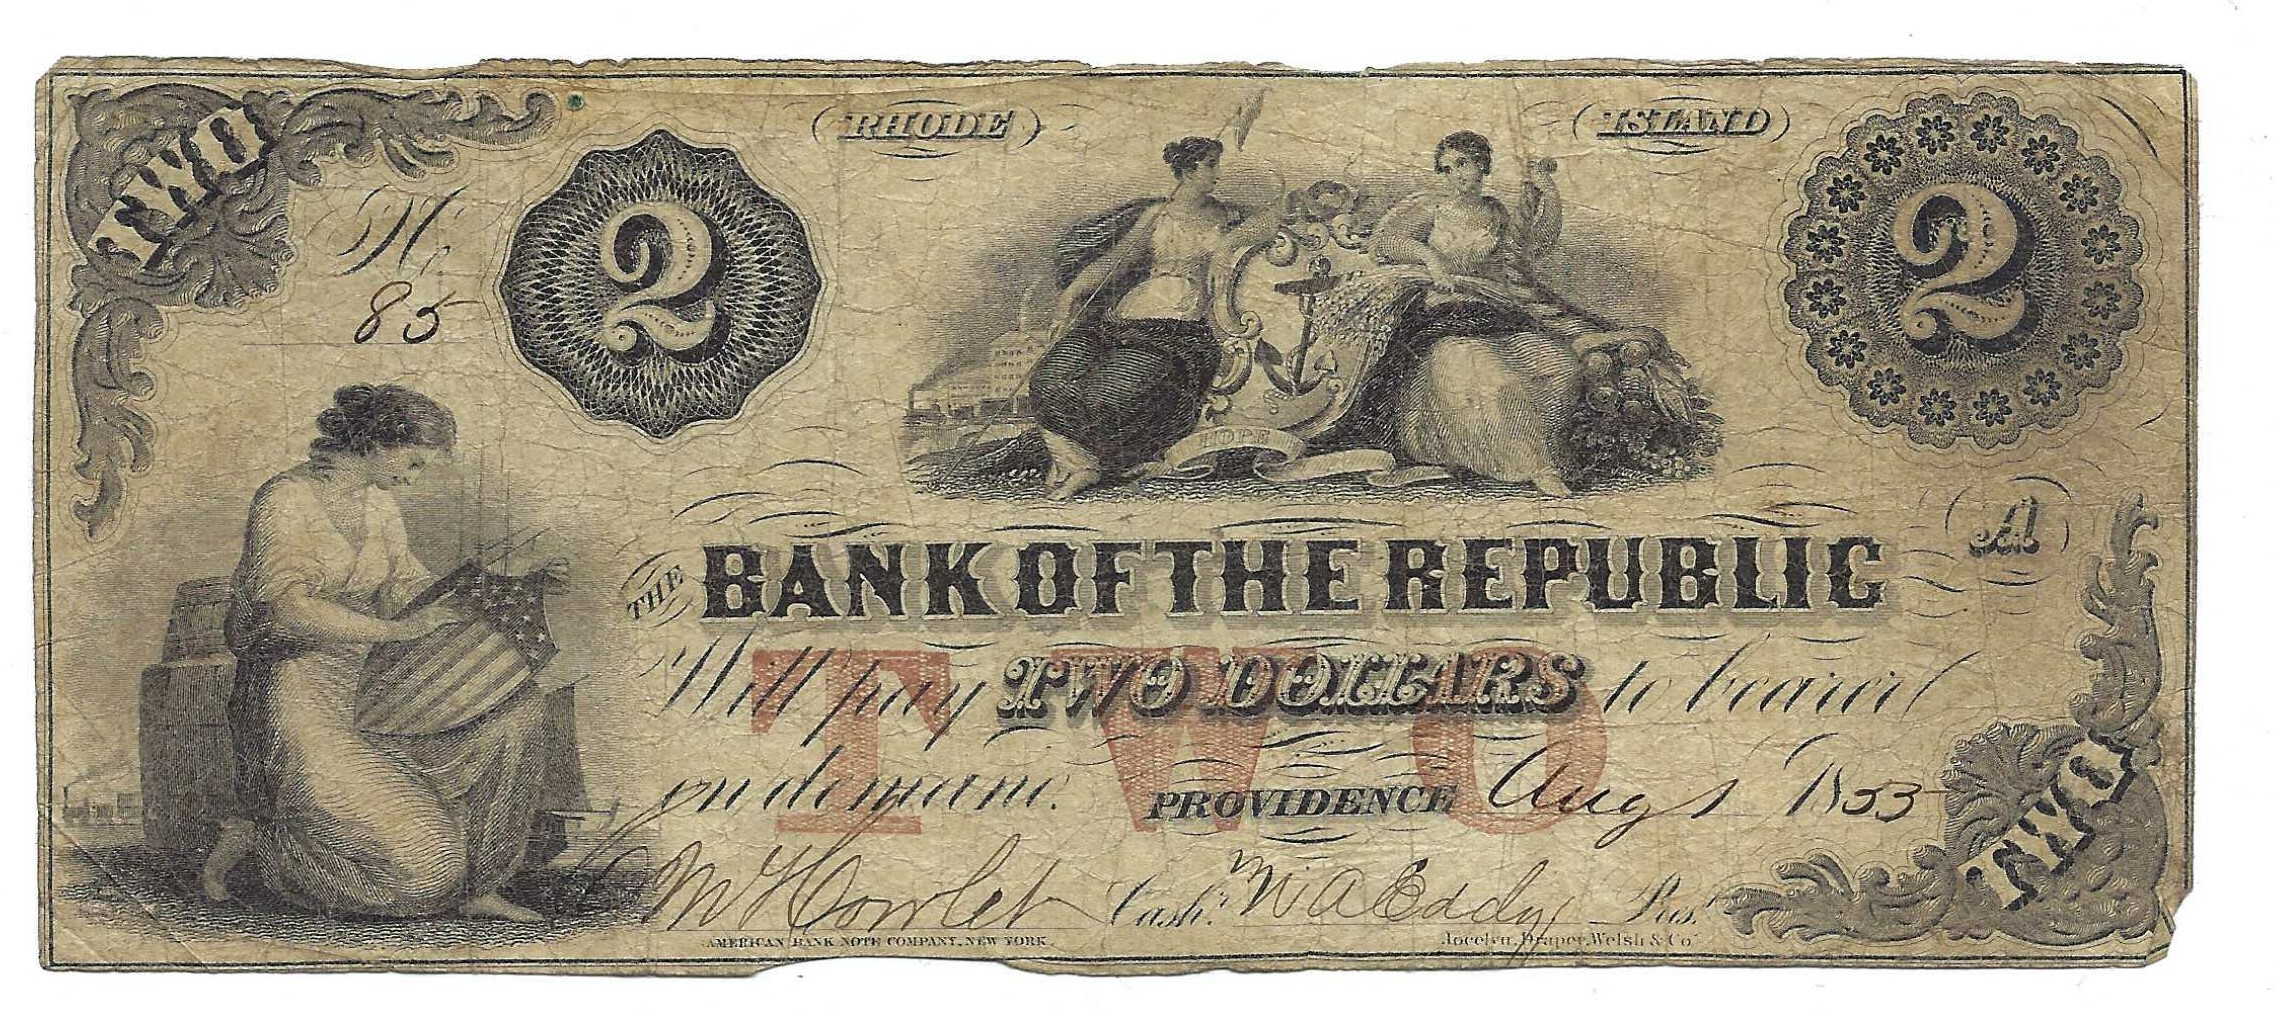 RHODE ISLAND
TWO
2
2
No.
85
HOPE
A
THE BANK OF THE REPUBLIC
Will pay TWO DOLLARS to bearer
TWO
on demand. PROVIDENCE Aug 1 1853
TWO
Cash. W A Eddy Pres.
AMERICAN BANK NOTE COMPANY, NEW YORK. Jocelyn, Draper, Welsh & Co.